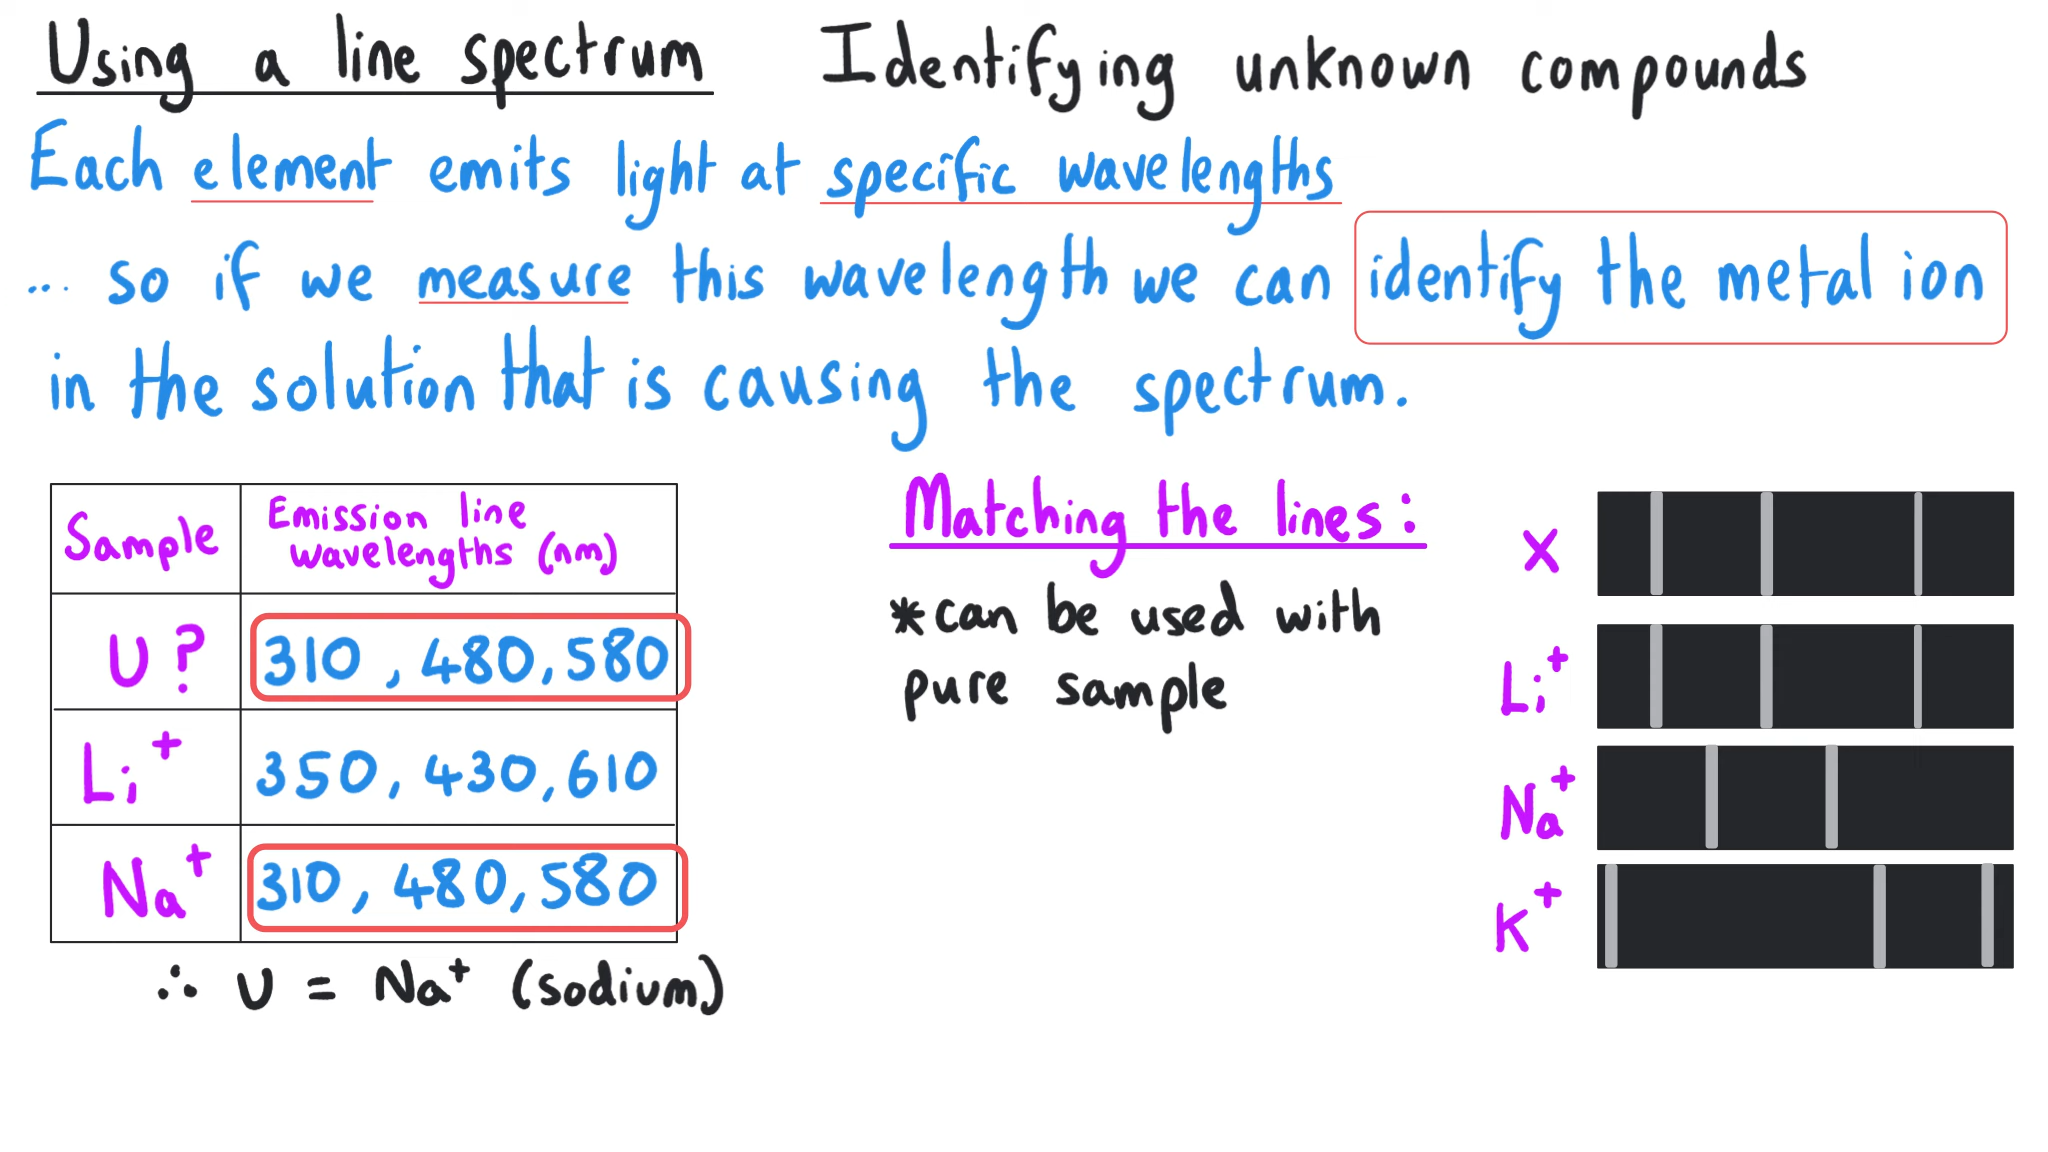 Using a line spectrum Identifying unknown compounds
Each element emits light at specific wavelengths
... so if we measure this wavelength we can identify the metal ion
in the solution that is causing the spectrum.
Sample Emission line wavelengths (nm)
U? 310, 480, 580
Li+ 350, 430, 610
Na+ 310, 480, 580
∴ U = Na+ (sodium)
Matching the lines:
*can be used with
pure sample
X
Li+
Na+
K+